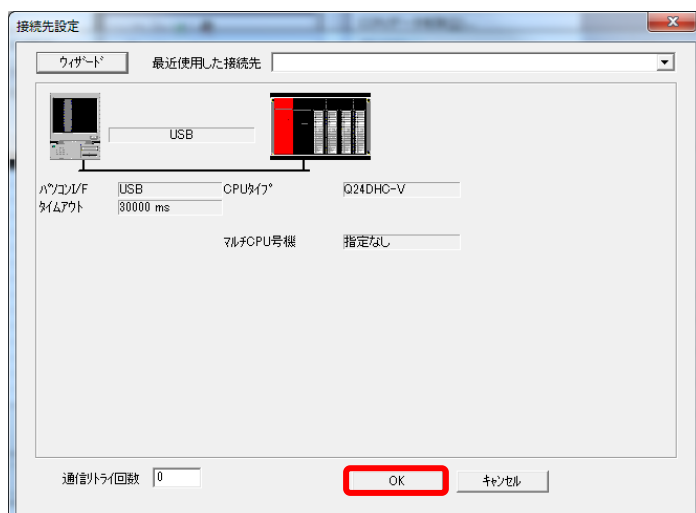 接続先設定
ウィザード 最近使用した接続先
USB
パソコンI/F USB CPUタイプ Q24DHC-V
タイムアウト 30000 ms
マルチCPU号機 指定なし
通信リトライ回数 0 OK キャンセル